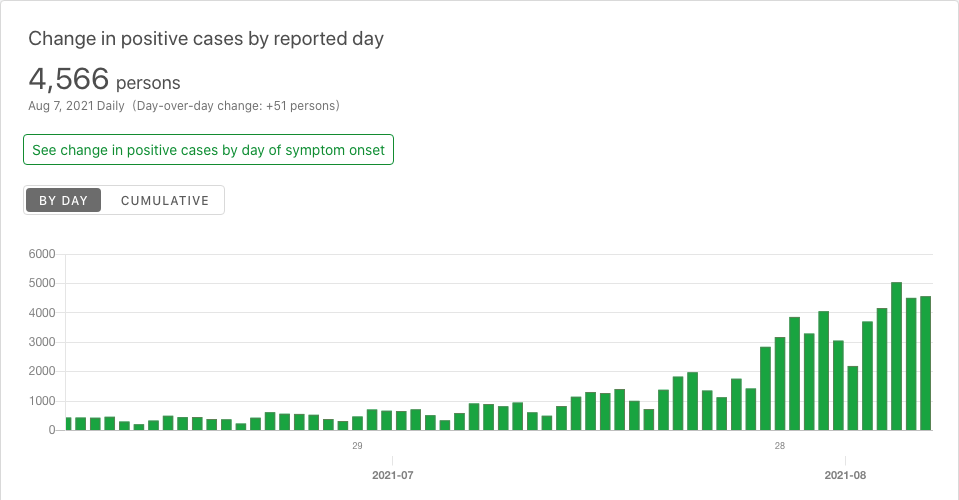 Change in positive cases by reported day
4,566 persons
Aug 7, 2021 Daily (Day-over-day change: +51 persons)
See change in positive cases by day of symptom onset
BY DAY CUMULATIVE
6000
5000
4000
3000
2000
1000
0
29 28
2021-07 2021-08